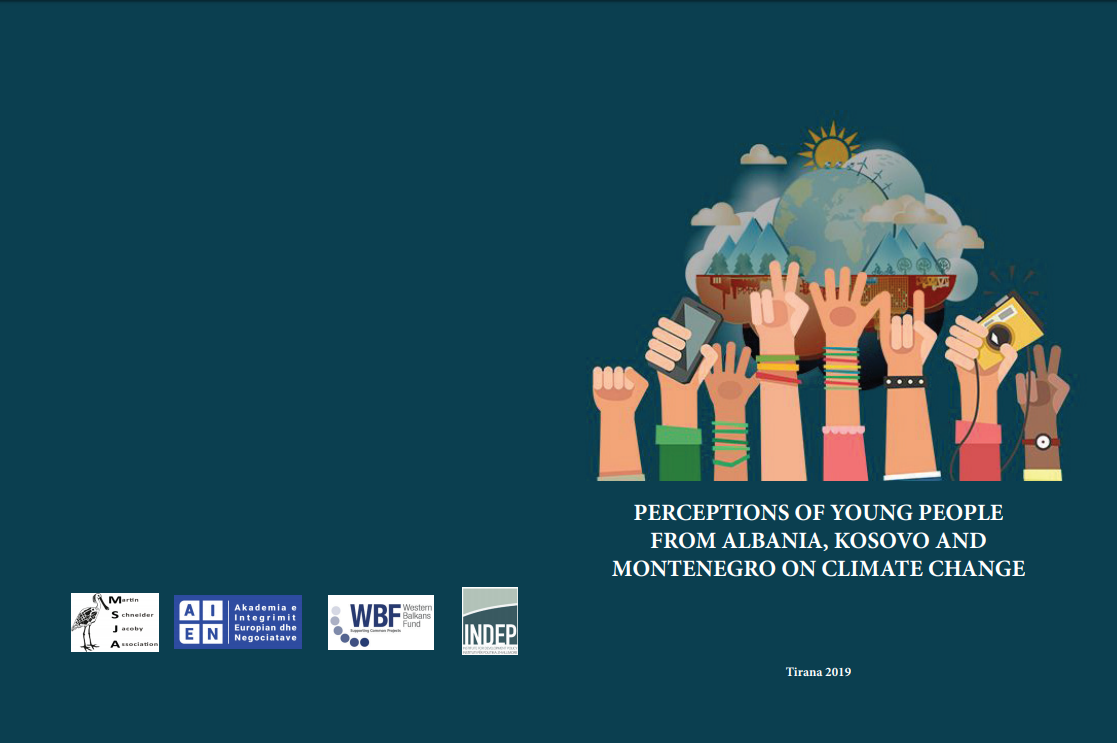 PERCEPTIONS OF YOUNG PEOPLE
FROM ALBANIA, KOSOVO AND
MONTENEGRO ON CLIMATE CHANGE
Martin
Schneider
Jacoby
Association
A I
E N
Akademia e
Integrimit
Europian dhe
Negociatave
WBF
Western
Balkans
Fund
Supporting Common Projects
INDEP
Tirana 2019